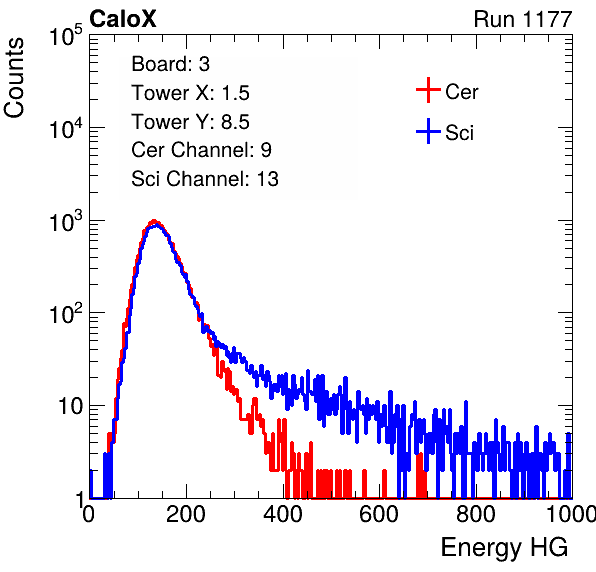 CaloX Run 1177
Counts
Board: 3
Tower X: 1.5
Tower Y: 8.5
Cer Channel: 9
Sci Channel: 13
Cer
Sci
10^5
10^4
10^3
10^2
10
1
0 200 400 600 800 1000
Energy HG